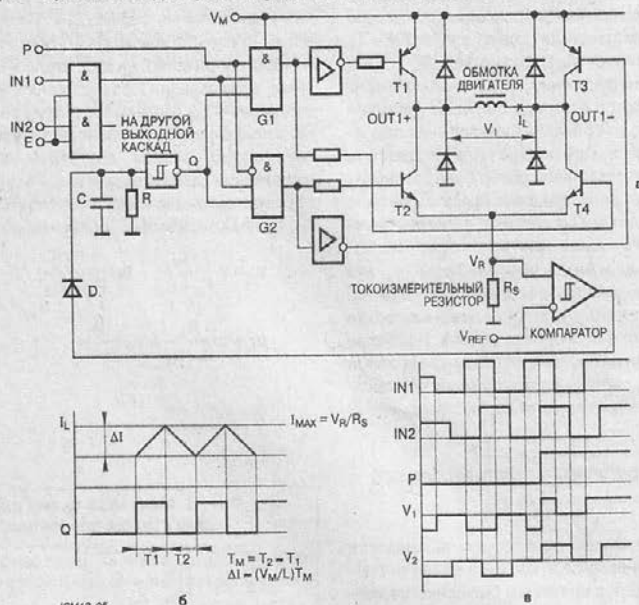 V_M
P
IN1
IN2
E
&
&
НА ДРУГОЙ
ВЫХОДНОЙ
КАСКАД
Q
C
R
D
&
G1
G2
T1
T3
ОБМОТКА
ДВИГАТЕЛЯ
OUT1+
I_L
OUT1–
V_1
T2
T4
V_R
ТОКОИЗМЕРИТЕЛЬНЫЙ
РЕЗИСТОР
R_S
V_REF
КОМПАРАТОР
I_L
ΔI
I_MAX = V_R/R_S
Q
T1
T2
T_M = T_2 = T_1
ΔI = (V_M/L)T_M
б
IN1
IN2
P
V_1
V_2
в